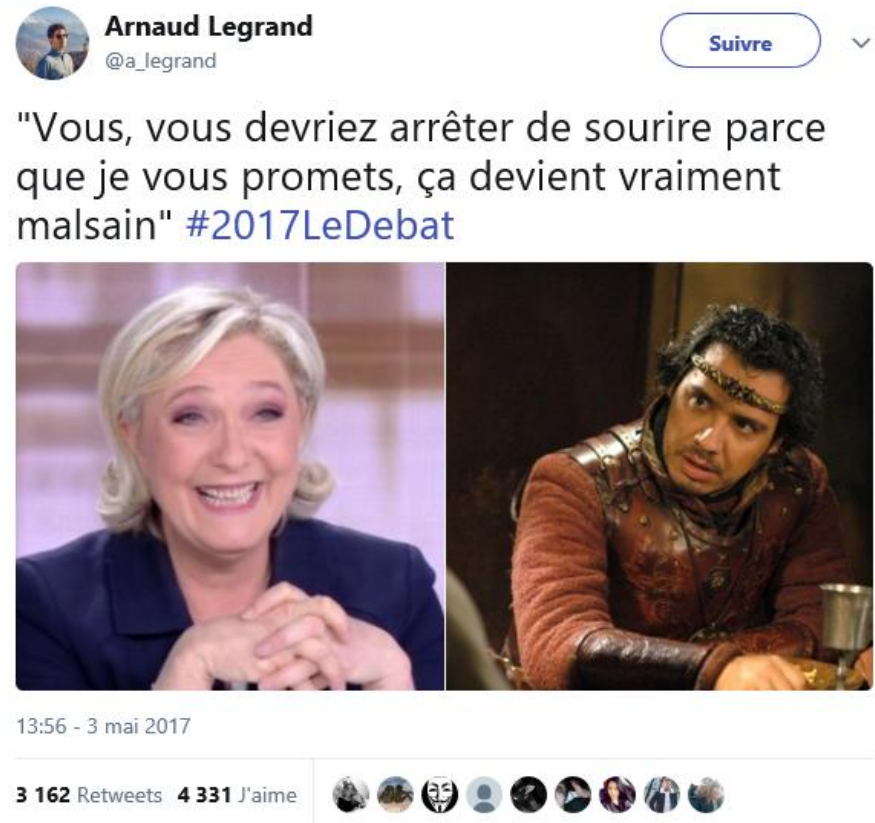 Arnaud Legrand
@a_legrand
Suivre
"Vous, vous devriez arrêter de sourire parce
que je vous promets, ça devient vraiment
malsain" #2017LeDebat
13:56 - 3 mai 2017
3 162 Retweets 4 331 J'aime